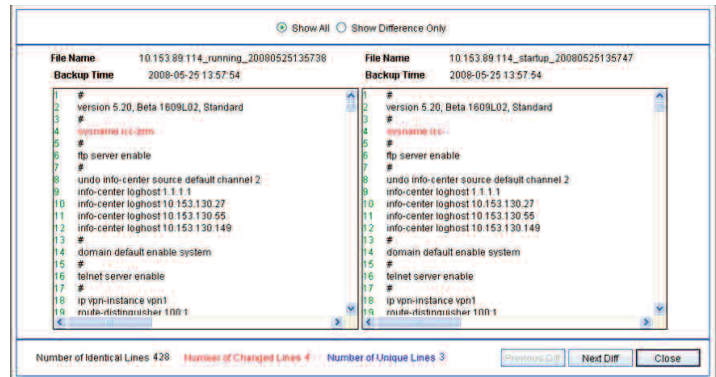 Show All Show Difference Only
File Name 10.153.89.114_running_20080525135738
Backup Time 2008-05-25 13:57:54
1 #
2 version 5.20, Beta 1609L02, Standard
3 #
4 sysname
5 #
6 ftp server enable
7 #
8 undo info-center source default channel 2
9 info-center loghost 1.1.1.1
10 info-center loghost 10.153.130.27
11 info-center loghost 10.153.130.55
12 info-center loghost 10.153.130.149
13 #
14 domain default enable system
15 #
16 telnet server enable
17 #
18 ip vpn-instance vpn1
19 route-distinguisher 100:1
File Name 10.153.89.114_startup_20080525135747
Backup Time 2008-05-25 13:57:54
1 #
2 version 5.20, Beta 1609L02, Standard
3 #
4 sysname
5 #
6 ftp server enable
7 #
8 undo info-center source default channel 2
9 info-center loghost 1.1.1.1
10 info-center loghost 10.153.130.27
11 info-center loghost 10.153.130.55
12 info-center loghost 10.153.130.149
13 #
14 domain default enable system
15 #
16 telnet server enable
17 #
18 ip vpn-instance vpn1
19 route-distinguisher 100:1
Number of Identical Lines 428 Number of Changed Lines 4 Number of Unique Lines 3 Previous Diff Next Diff Close